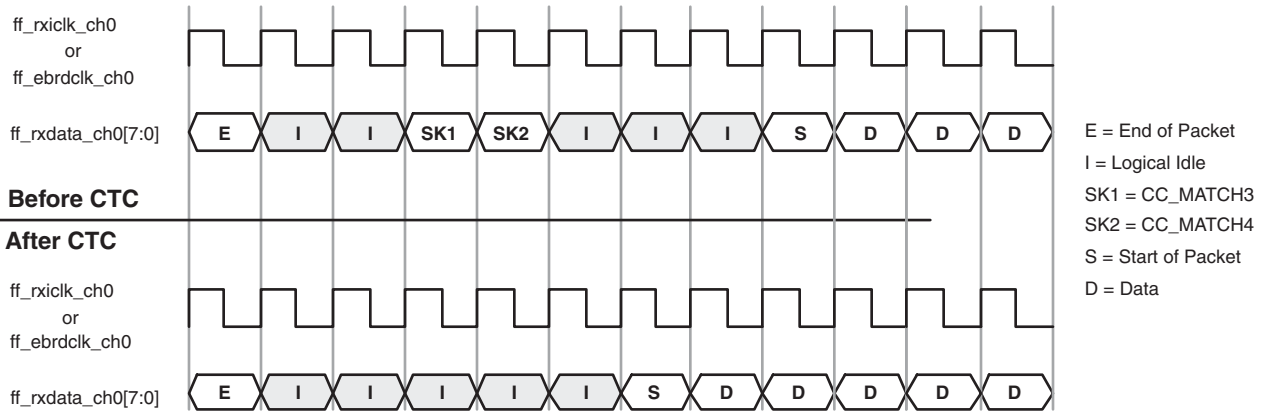 ff_rxiclk_ch0
or
ff_ebrdclk_ch0
ff_rxdata_ch0[7:0]
E I I SK1 SK2 I I I S D D D
E = End of Packet
I = Logical Idle
SK1 = CC_MATCH3
SK2 = CC_MATCH4
S = Start of Packet
D = Data
Before CTC
After CTC
ff_rxiclk_ch0
or
ff_ebrdclk_ch0
ff_rxdata_ch0[7:0]
E I I I I I S D D D D D